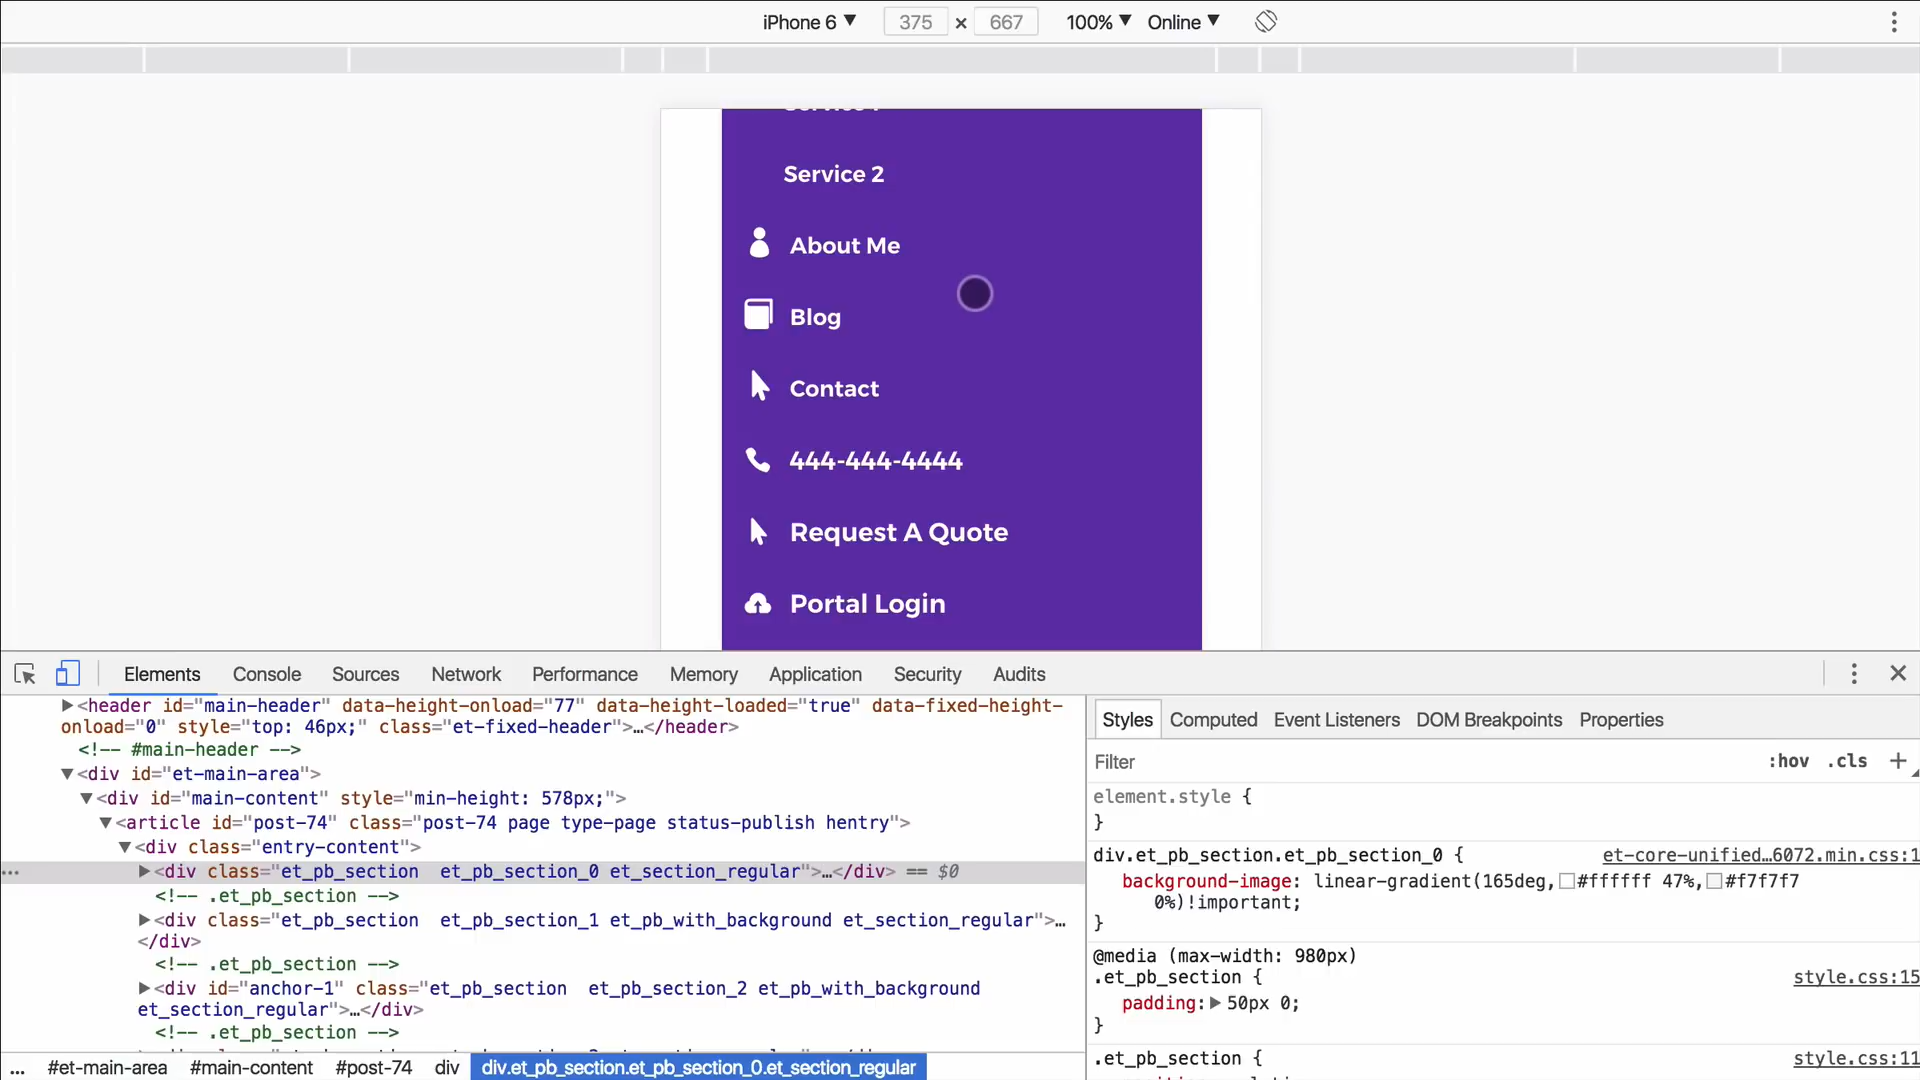 iPhone 6 ▼ 375 × 667 100% ▼ Online ▼
Service 2
About Me
Blog
Contact
444-444-4444
Request A Quote
Portal Login
Elements Console Sources Network Performance Memory Application Security Audits
▶<header id="main-header" data-height-onload="77" data-height-loaded="true" data-fixed-height-
onload="0" style="top: 46px;" class="et-fixed-header">…</header>
<!-- #main-header -->
▼<div id="et-main-area">
▼<div id="main-content" style="min-height: 578px;">
▼<article id="post-74" class="post-74 page type-page status-publish hentry">
▼<div class="entry-content">
… ▶<div class="et_pb_section  et_pb_section_0 et_section_regular">…</div> == $0
<!-- .et_pb_section -->
▶<div class="et_pb_section  et_pb_section_1 et_pb_with_background et_section_regular">…
</div>
<!-- .et_pb_section -->
▶<div id="anchor-1" class="et_pb_section  et_pb_section_2 et_pb_with_background
et_section_regular">…</div>
<!-- .et_pb_section -->
... #et-main-area #main-content #post-74 div div.et_pb_section.et_pb_section_0.et_section_regular
Styles Computed Event Listeners DOM Breakpoints Properties
Filter :hov .cls +
element.style {
}
div.et_pb_section.et_pb_section_0 { et-core-unified…6072.min.css:1
background-image: linear-gradient(165deg,#ffffff 47%,#f7f7f7
0%)!important;
}
@media (max-width: 980px)
.et_pb_section { style.css:15
padding:▶50px 0;
}
.et_pb_section { style.css:11